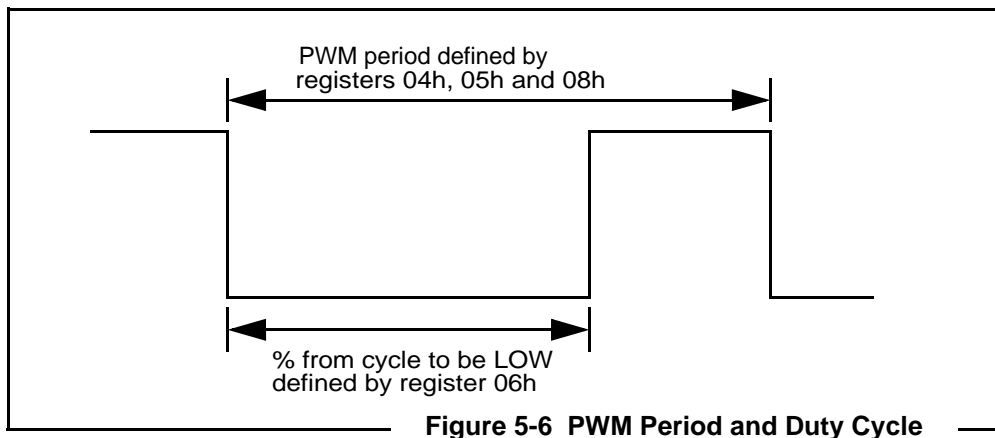 PWM period defined by
registers 04h, 05h and 08h
% from cycle to be LOW
defined by register 06h
Figure 5-6 PWM Period and Duty Cycle